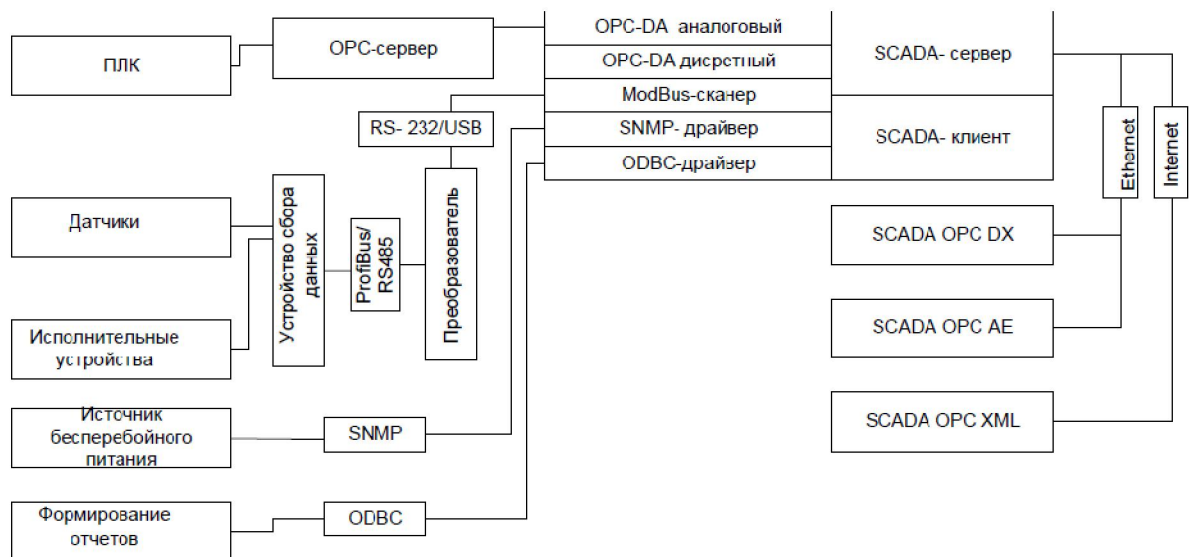 ПЛК
OPC-сервер
OPC-DA аналоговый
OPC-DA дисретный
ModBus-сканер
SNMP- драйвер
ODBC-драйвер
SCADA- сервер
SCADA- клиент
Ethernet
Internet
RS- 232/USB
Датчики
Исполнительные
устройства
Устройство сбора
данных
ProfiBus/
RS485
Преобразователь
SCADA OPC DX
SCADA OPC AE
SCADA OPC XML
Источник
бесперебойного
питания
SNMP
Формирование
отчетов
ODBC